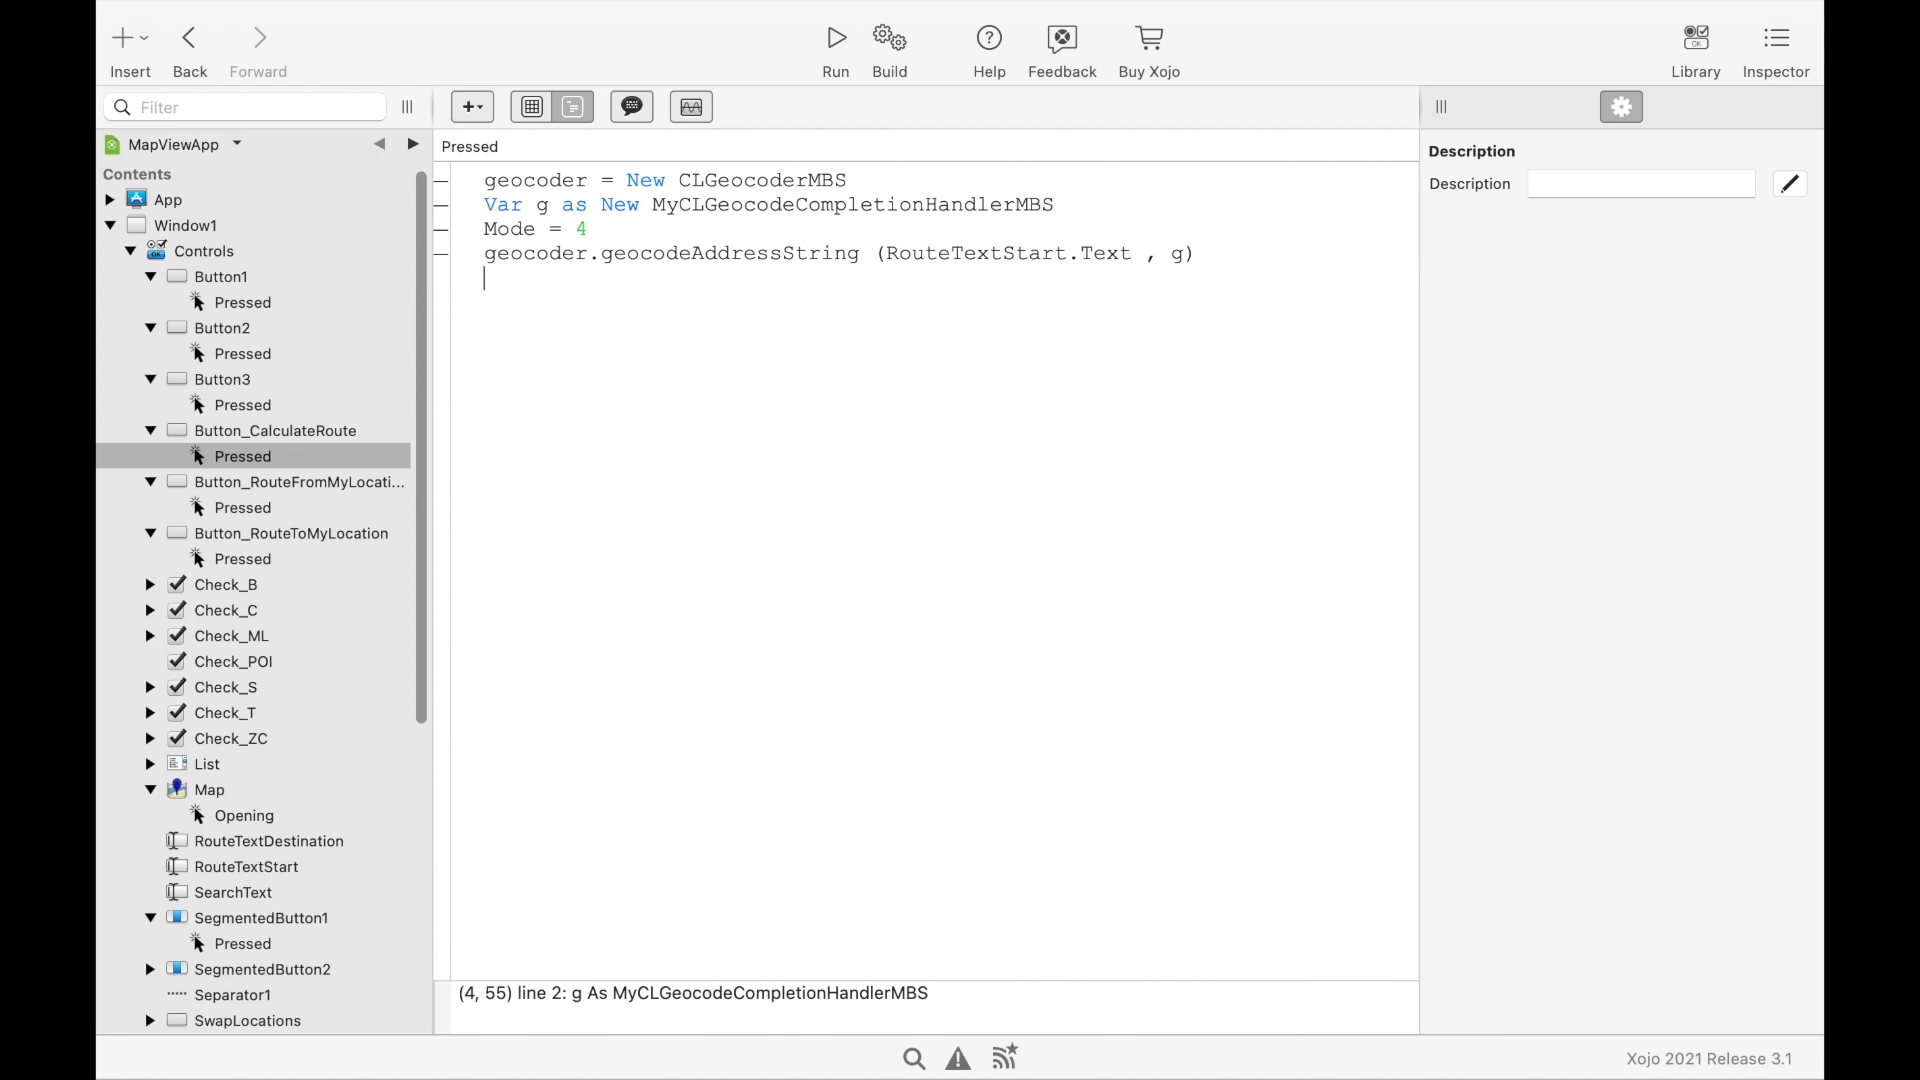 Insert Back Forward Run Build Help Feedback Buy Xojo Library Inspector
Filter
MapViewApp
Contents
App
Window1
Controls
Button1
Pressed
Button2
Pressed
Button3
Pressed
Button_CalculateRoute
Pressed
Button_RouteFromMyLocati...
Pressed
Button_RouteToMyLocation
Pressed
Check_B
Check_C
Check_ML
Check_POI
Check_S
Check_T
Check_ZC
List
Map
Opening
RouteTextDestination
RouteTextStart
SearchText
SegmentedButton1
Pressed
SegmentedButton2
Separator1
SwapLocations
Pressed
geocoder = New CLGeocoderMBS
Var g as New MyCLGeocodeCompletionHandlerMBS
Mode = 4
geocoder.geocodeAddressString (RouteTextStart.Text , g)
(4, 55) line 2: g As MyCLGeocodeCompletionHandlerMBS
Description
Description
Xojo 2021 Release 3.1